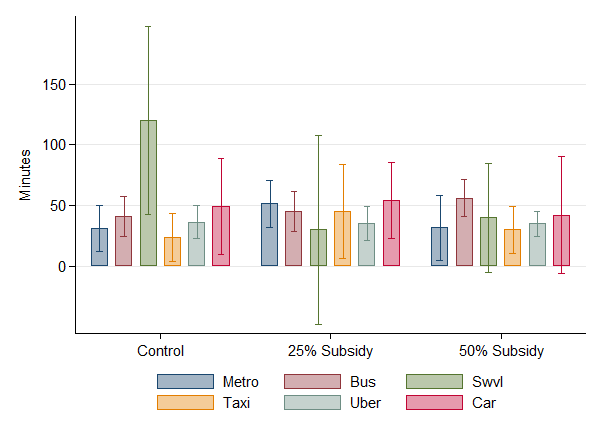 Minutes
150
100
50
0
Control 25% Subsidy 50% Subsidy
Metro Bus Swvl
Taxi Uber Car